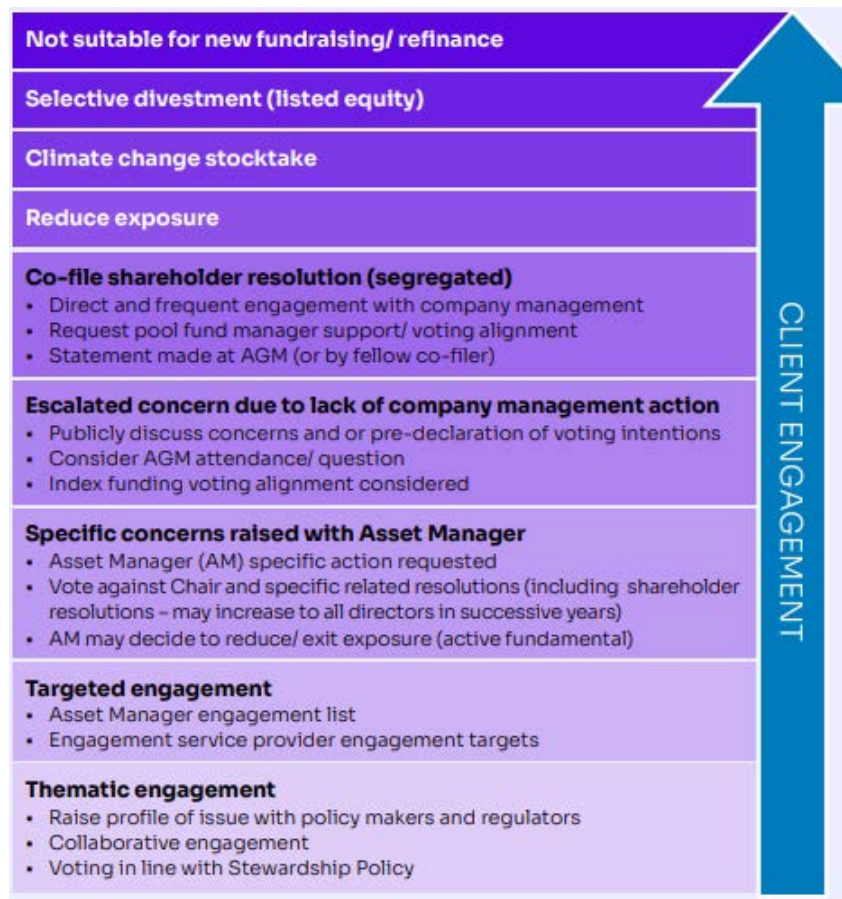 Not suitable for new fundraising/ refinance
Selective divestment (listed equity)
Climate change stocktake
Reduce exposure
Co-file shareholder resolution (segregated)
• Direct and frequent engagement with company management
• Request pool fund manager support/ voting alignment
• Statement made at AGM (or by fellow co-filer)
Escalated concern due to lack of company management action
• Publicly discuss concerns and or pre-declaration of voting intentions
• Consider AGM attendance/ question
• Index funding voting alignment considered
Specific concerns raised with Asset Manager
• Asset Manager (AM) specific action requested
• Vote against Chair and specific related resolutions (including shareholder
resolutions – may increase to all directors in successive years)
• AM may decide to reduce/ exit exposure (active fundamental)
Targeted engagement
• Asset Manager engagement list
• Engagement service provider engagement targets
Thematic engagement
• Raise profile of issue with policy makers and regulators
• Collaborative engagement
• Voting in line with Stewardship Policy
CLIENT ENGAGEMENT